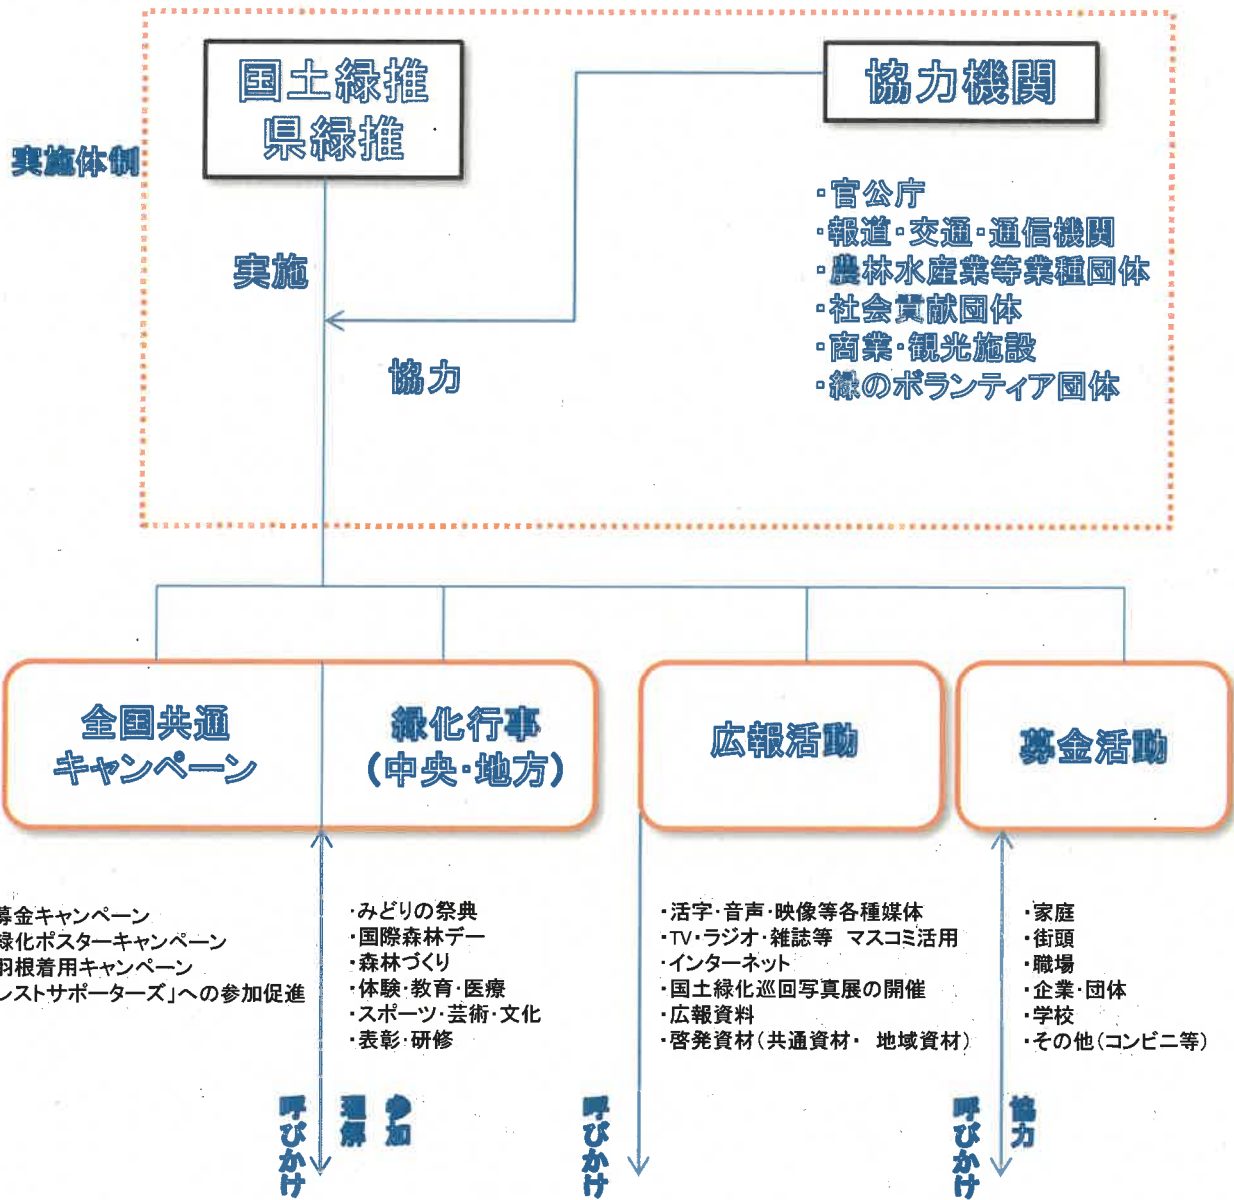 国土緑推
県緑推
協力機関
実施体制
・官公庁
・報道・交通・通信機関
・農林水産業等業種団体
・社会貢献団体
・商業・観光施設
・緑のボランティア団体
実施
協力
全国共通
キャンペーン
緑化行事
(中央・地方)
広報活動
募金活動
募金キャンペーン
緑化ポスターキャンペーン
羽根着用キャンペーン
レストサポーターズ」への参加促進
・みどりの祭典
・国際森林デー
・森林づくり
・体験・教育・医療
・スポーツ・芸術・文化
・表彰・研修
・活字・音声・映像等各種媒体
・TV・ラジオ・雑誌等　マスコミ活用
・インターネット
・国土緑化巡回写真展の開催
・広報資料
・啓発資材(共通資材・　地域資材)
・家庭
・街頭
・職場
・企業・団体
・学校
・その他(コンビニ等)
呼びかけ
理解
参加
呼びかけ
呼びかけ
協力